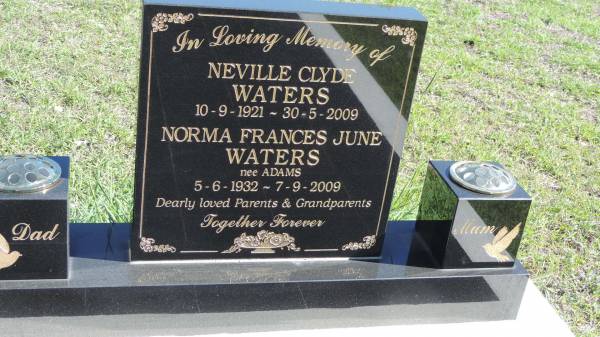 In Loving Memory of
NEVILLE CLYDE
WATERS
10-9-1921 ~ 30-5-2009
NORMA FRANCES JUNE
WATERS
nee ADAMS
5-6-1932 ~ 7-9-2009
Dearly loved Parents & Grandparents
Together Forever
Dad
Mum